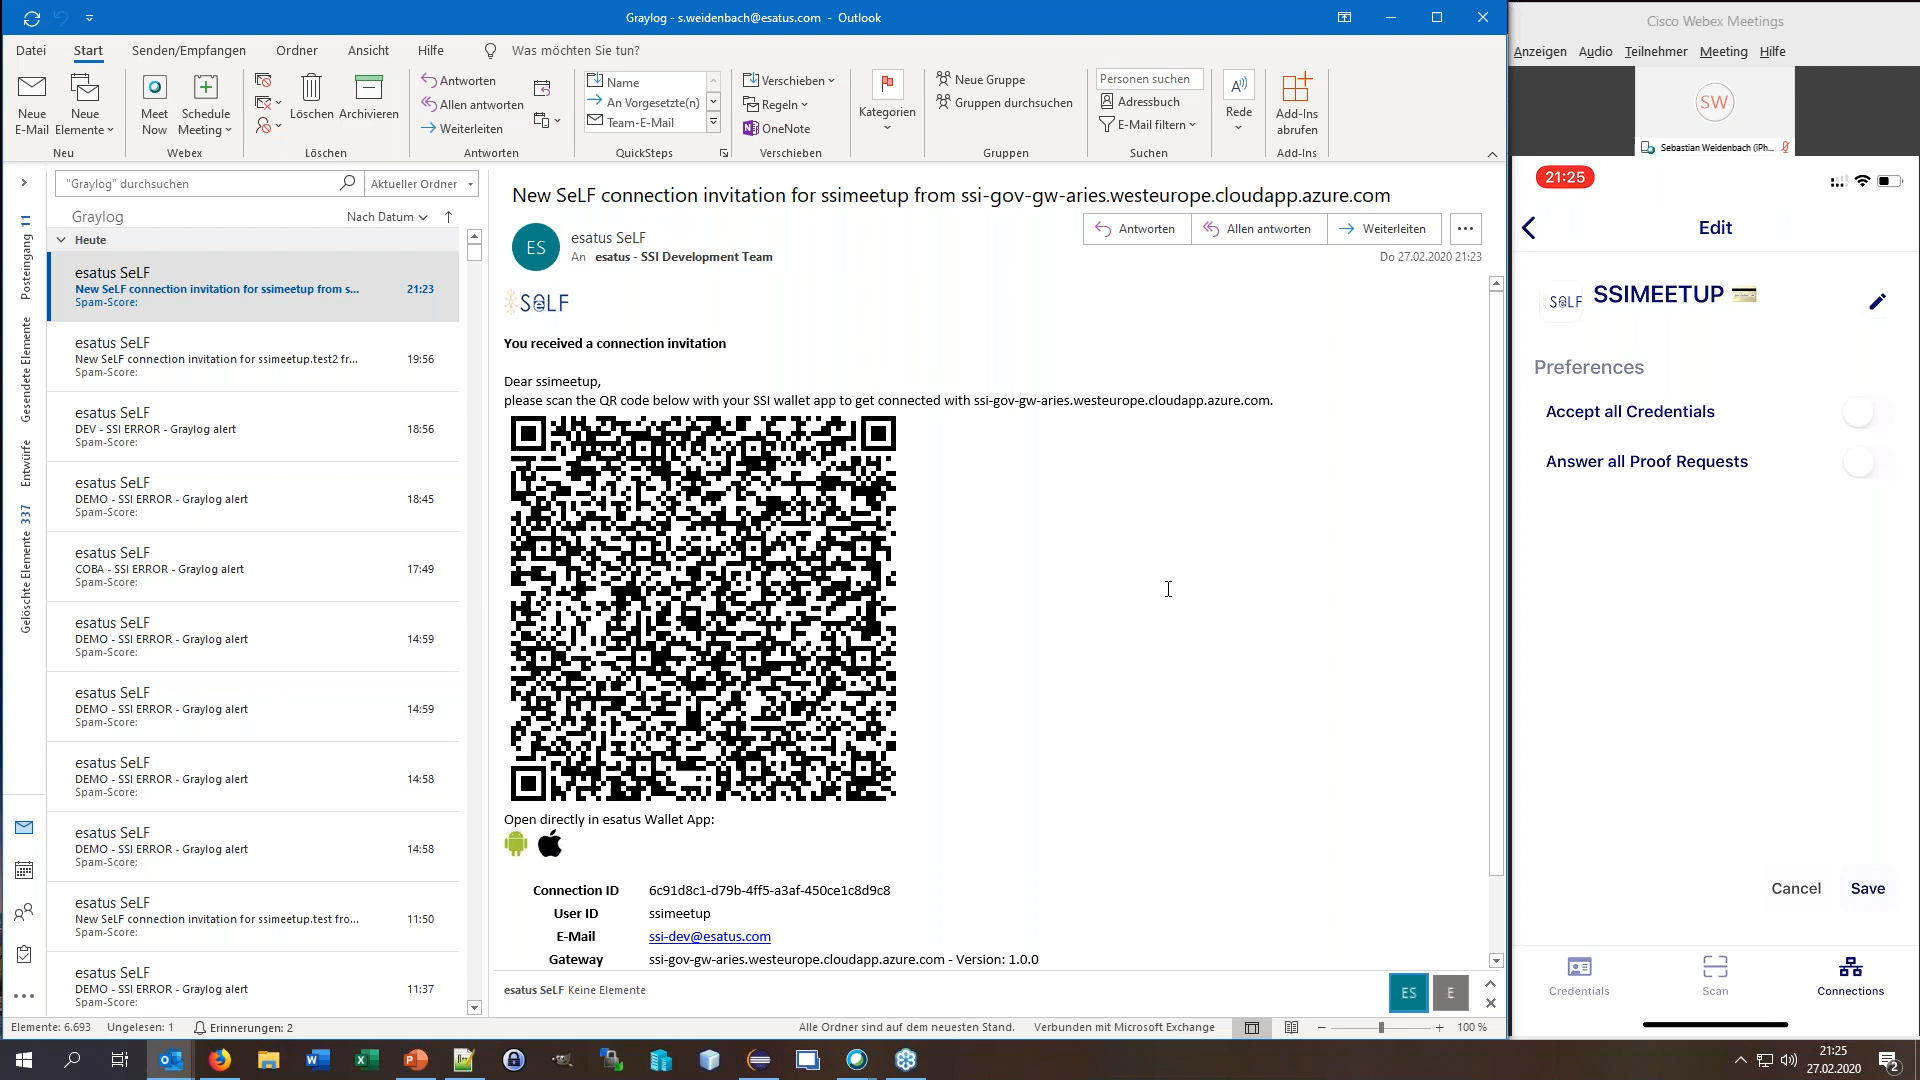 Graylog - s.weidenbach@esatus.com - Outlook
Datei Start Senden/Empfangen Ordner Ansicht Hilfe Was möchten Sie tun?
Neue E-Mail
Neue Elemente
Neu
Meet Now
Schedule Meeting
Webex
Löschen
Archivieren
Löschen
Antworten
Allen antworten
Weiterleiten
Antworten
Name
An Vorgesetzte(n)
Team-E-Mail
QuickSteps
Verschieben
Regeln
OneNote
Verschieben
Kategorien
Neue Gruppe
Gruppen durchsuchen
Gruppen
Personen suchen
Adressbuch
E-Mail filtern
Suchen
Rede
Add-Ins abrufen
Add-Ins
Posteingang 11
Gesendete Elemente
Entwürfe
Gelöschte Elemente 337
"Graylog" durchsuchen
Aktueller Ordner
Graylog
Nach Datum
Heute
esatus SeLF
New SeLF connection invitation for ssimeetup from s... 21:23
Spam-Score:
esatus SeLF
New SeLF connection invitation for ssimeetup.test2 fr... 19:56
Spam-Score:
esatus SeLF
DEV - SSI ERROR - Graylog alert 18:56
Spam-Score:
esatus SeLF
DEMO - SSI ERROR - Graylog alert 18:45
Spam-Score:
esatus SeLF
COBA - SSI ERROR - Graylog alert 17:49
Spam-Score:
esatus SeLF
DEMO - SSI ERROR - Graylog alert 14:59
Spam-Score:
esatus SeLF
DEMO - SSI ERROR - Graylog alert 14:59
Spam-Score:
esatus SeLF
DEMO - SSI ERROR - Graylog alert 14:58
Spam-Score:
esatus SeLF
DEMO - SSI ERROR - Graylog alert 14:58
Spam-Score:
esatus SeLF
New SeLF connection invitation for ssimeetup.test fro... 11:50
Spam-Score:
esatus SeLF
DEMO - SSI ERROR - Graylog alert 11:37
Spam-Score:
New SeLF connection invitation for ssimeetup from ssi-gov-gw-aries.westeurope.cloudapp.azure.com
ES
esatus SeLF
An esatus - SSI Development Team
Antworten
Allen antworten
Weiterleiten
Do 27.02.2020 21:23
SeLF
You received a connection invitation
Dear ssimeetup,
please scan the QR code below with your SSI wallet app to get connected with ssi-gov-gw-aries.westeurope.cloudapp.azure.com.
Open directly in esatus Wallet App:
Connection ID 6c91d8c1-d79b-4ff5-a3af-450ce1c8d9c8
User ID ssimeetup
E-Mail ssi-dev@esatus.com
Gateway ssi-gov-gw-aries.westeurope.cloudapp.azure.com - Version: 1.0.0
esatus SeLF Keine Elemente
ES E
Elemente: 6.693 Ungelesen: 1 Erinnerungen: 2
Alle Ordner sind auf dem neuesten Stand. Verbunden mit Microsoft Exchange
100 %
Cisco Webex Meetings
Anzeigen Audio Teilnehmer Meeting Hilfe
SW
Sebastian Weidenbach (iPh...
21:25
Edit
SeLF
SSIMEETUP
Preferences
Accept all Credentials
Answer all Proof Requests
Cancel Save
Credentials Scan Connections
21:25
27.02.2020
2